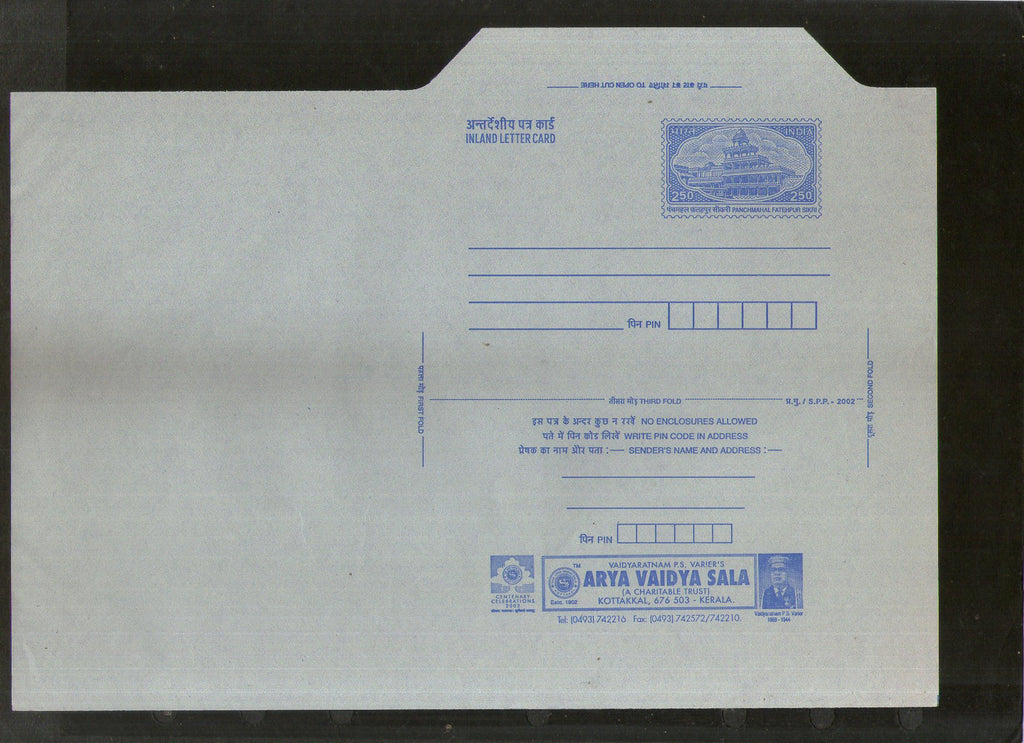 यहाँ काट कर खोलिए TO OPEN CUT HERE
अन्तर्देशीय पत्र कार्ड
INLAND LETTER CARD
भारत INDIA
250 250
पंचमहल फतेहपुर सीकरी PANCHMAHAL FATEHPUR SIKRI
पिन PIN
पहला मोड़ FIRST FOLD
तीसरा मोड़ THIRD FOLD
प्र.मु. / S.P.P. - 2002
दूसरा मोड़ SECOND FOLD
इस पत्र के अन्दर कुछ न रखें NO ENCLOSURES ALLOWED
पते में पिन कोड लिखें WRITE PIN CODE IN ADDRESS
प्रेषक का नाम और पता :— SENDER'S NAME AND ADDRESS :—
पिन PIN
CENTENARY
CELEBRATIONS
2002
TM
Estd. 1902
VAIDYARATNAM P.S. VARIER'S
ARYA VAIDYA SALA
(A CHARITABLE TRUST)
KOTTAKKAL, 676 503 - KERALA.
Vaidyaratnam P.S. Varier
1869 - 1944
Tel: (0493) 742216 Fax: (0493) 742572/742210.